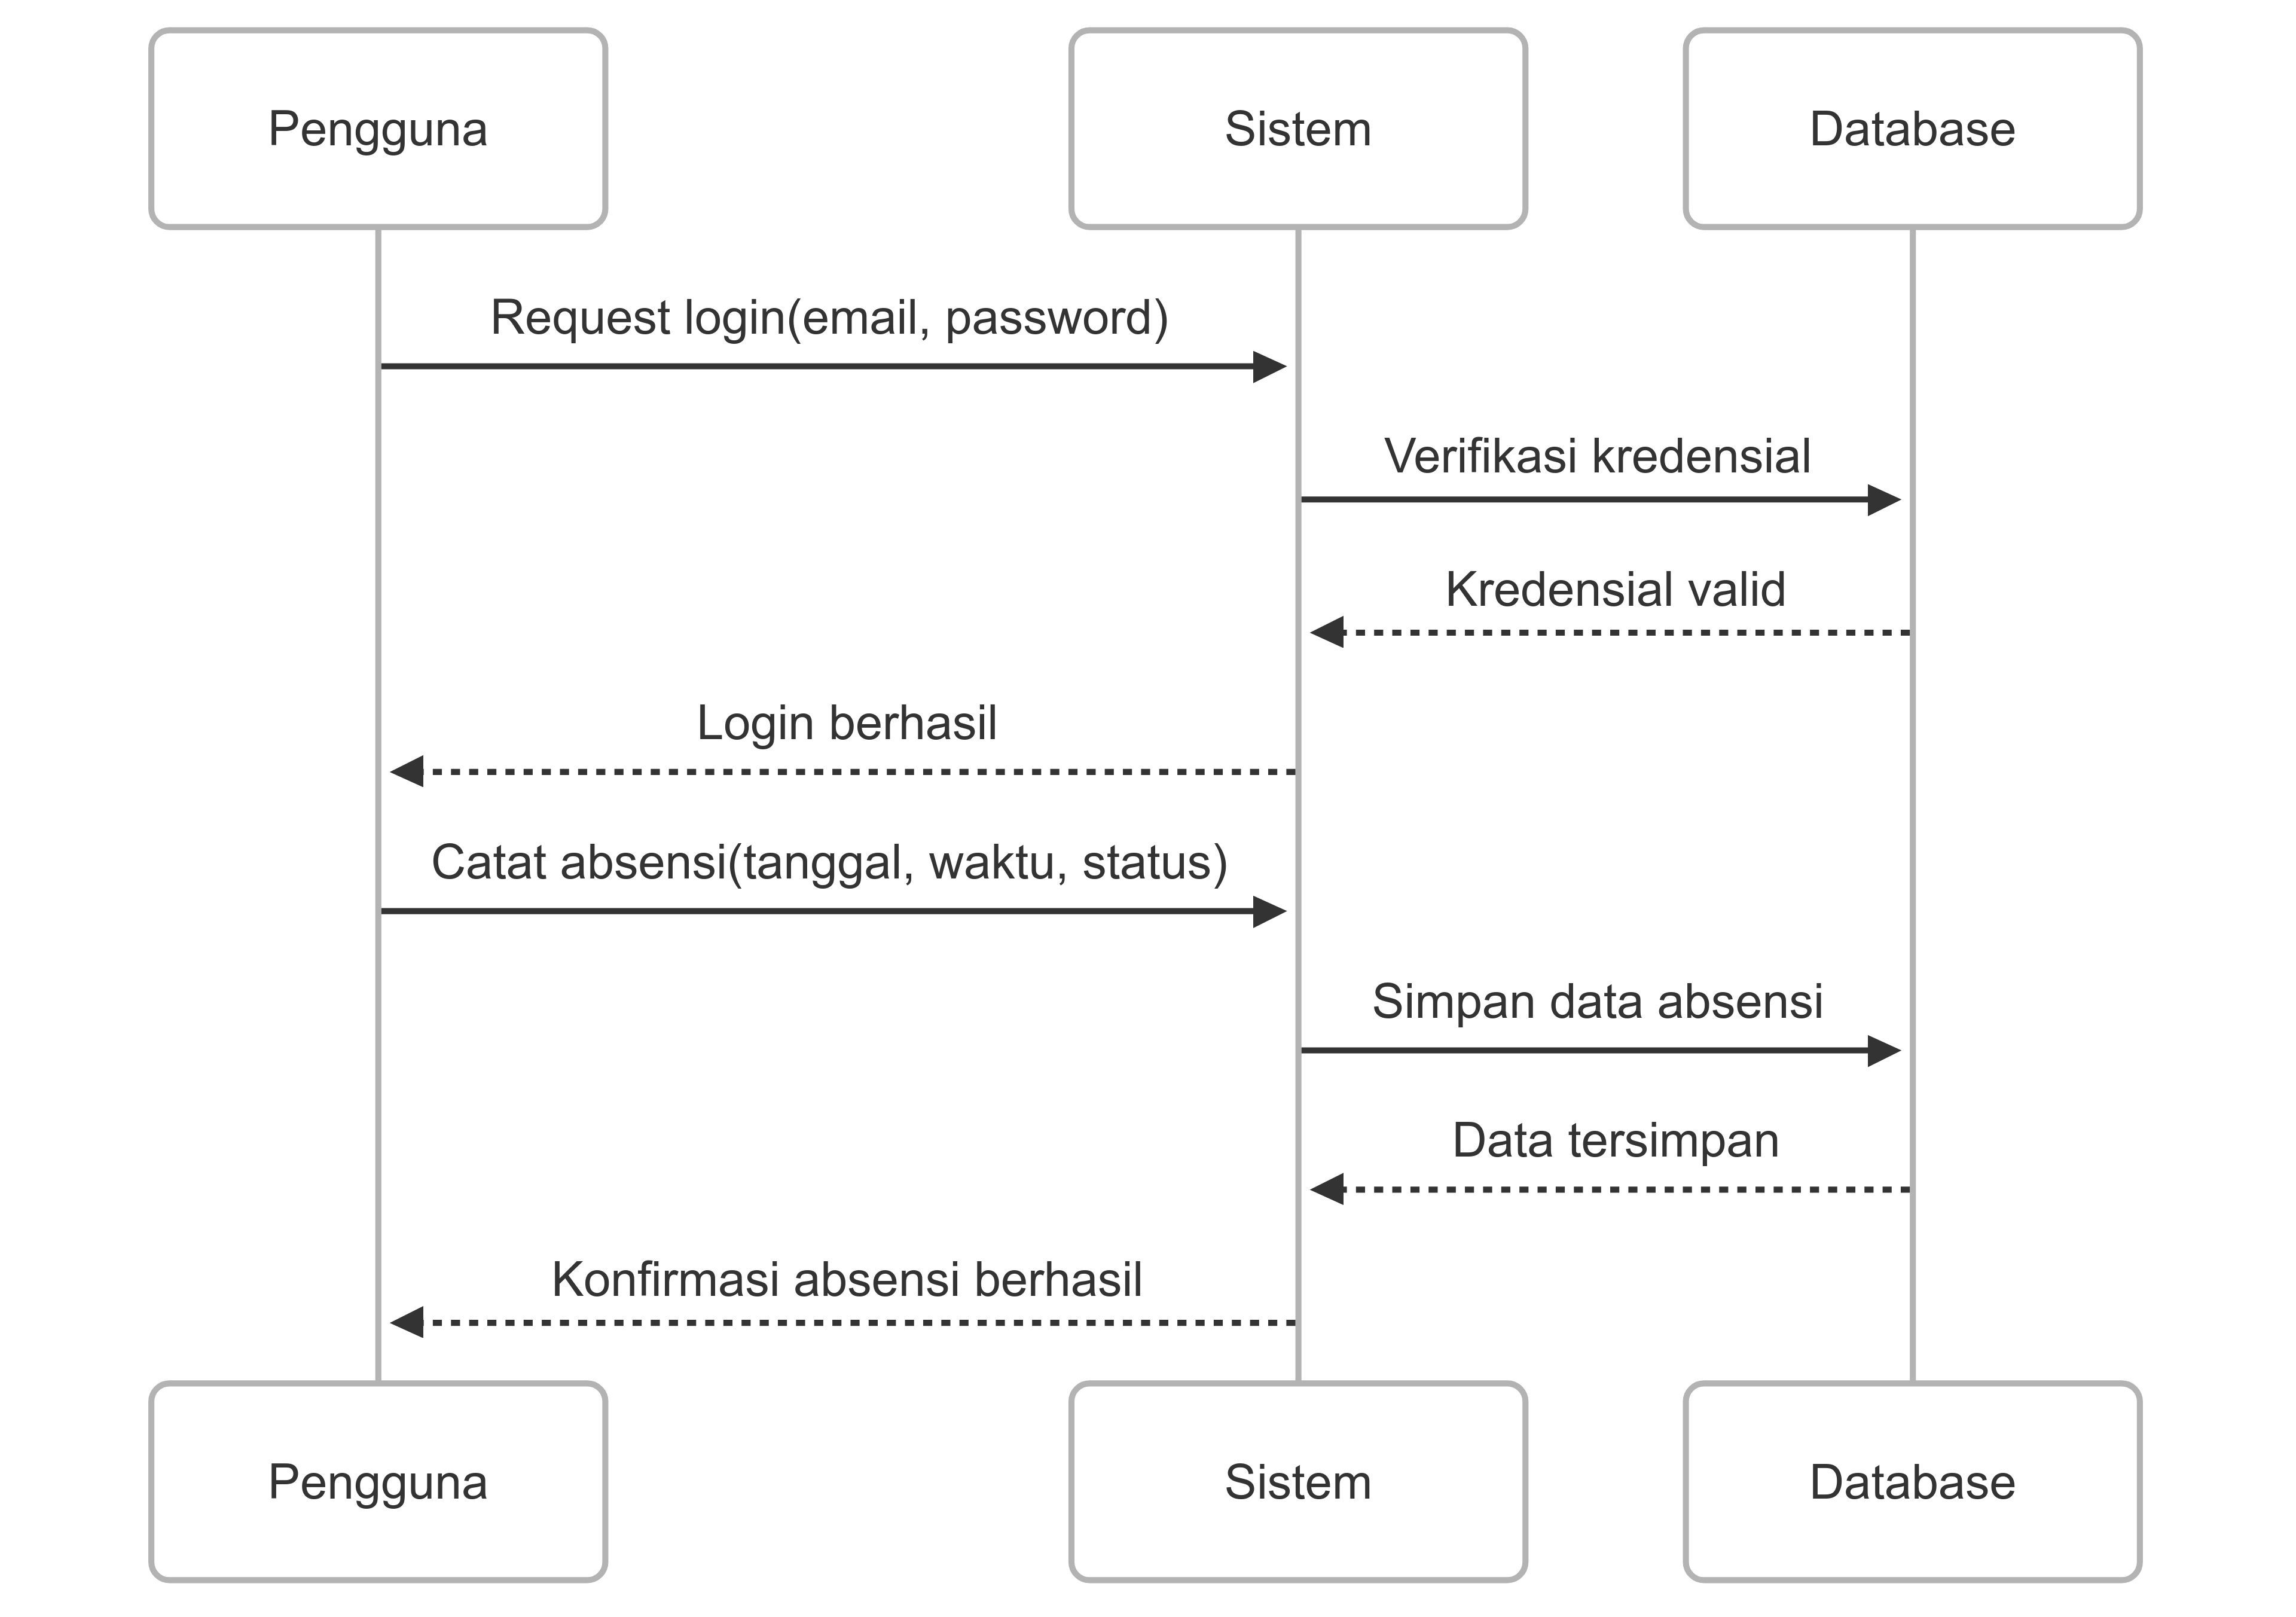 Pengguna
Sistem
Database
Request login(email, password)
Verifikasi kredensial
Kredensial valid
Login berhasil
Catat absensi(tanggal, waktu, status)
Simpan data absensi
Data tersimpan
Konfirmasi absensi berhasil
Pengguna
Sistem
Database